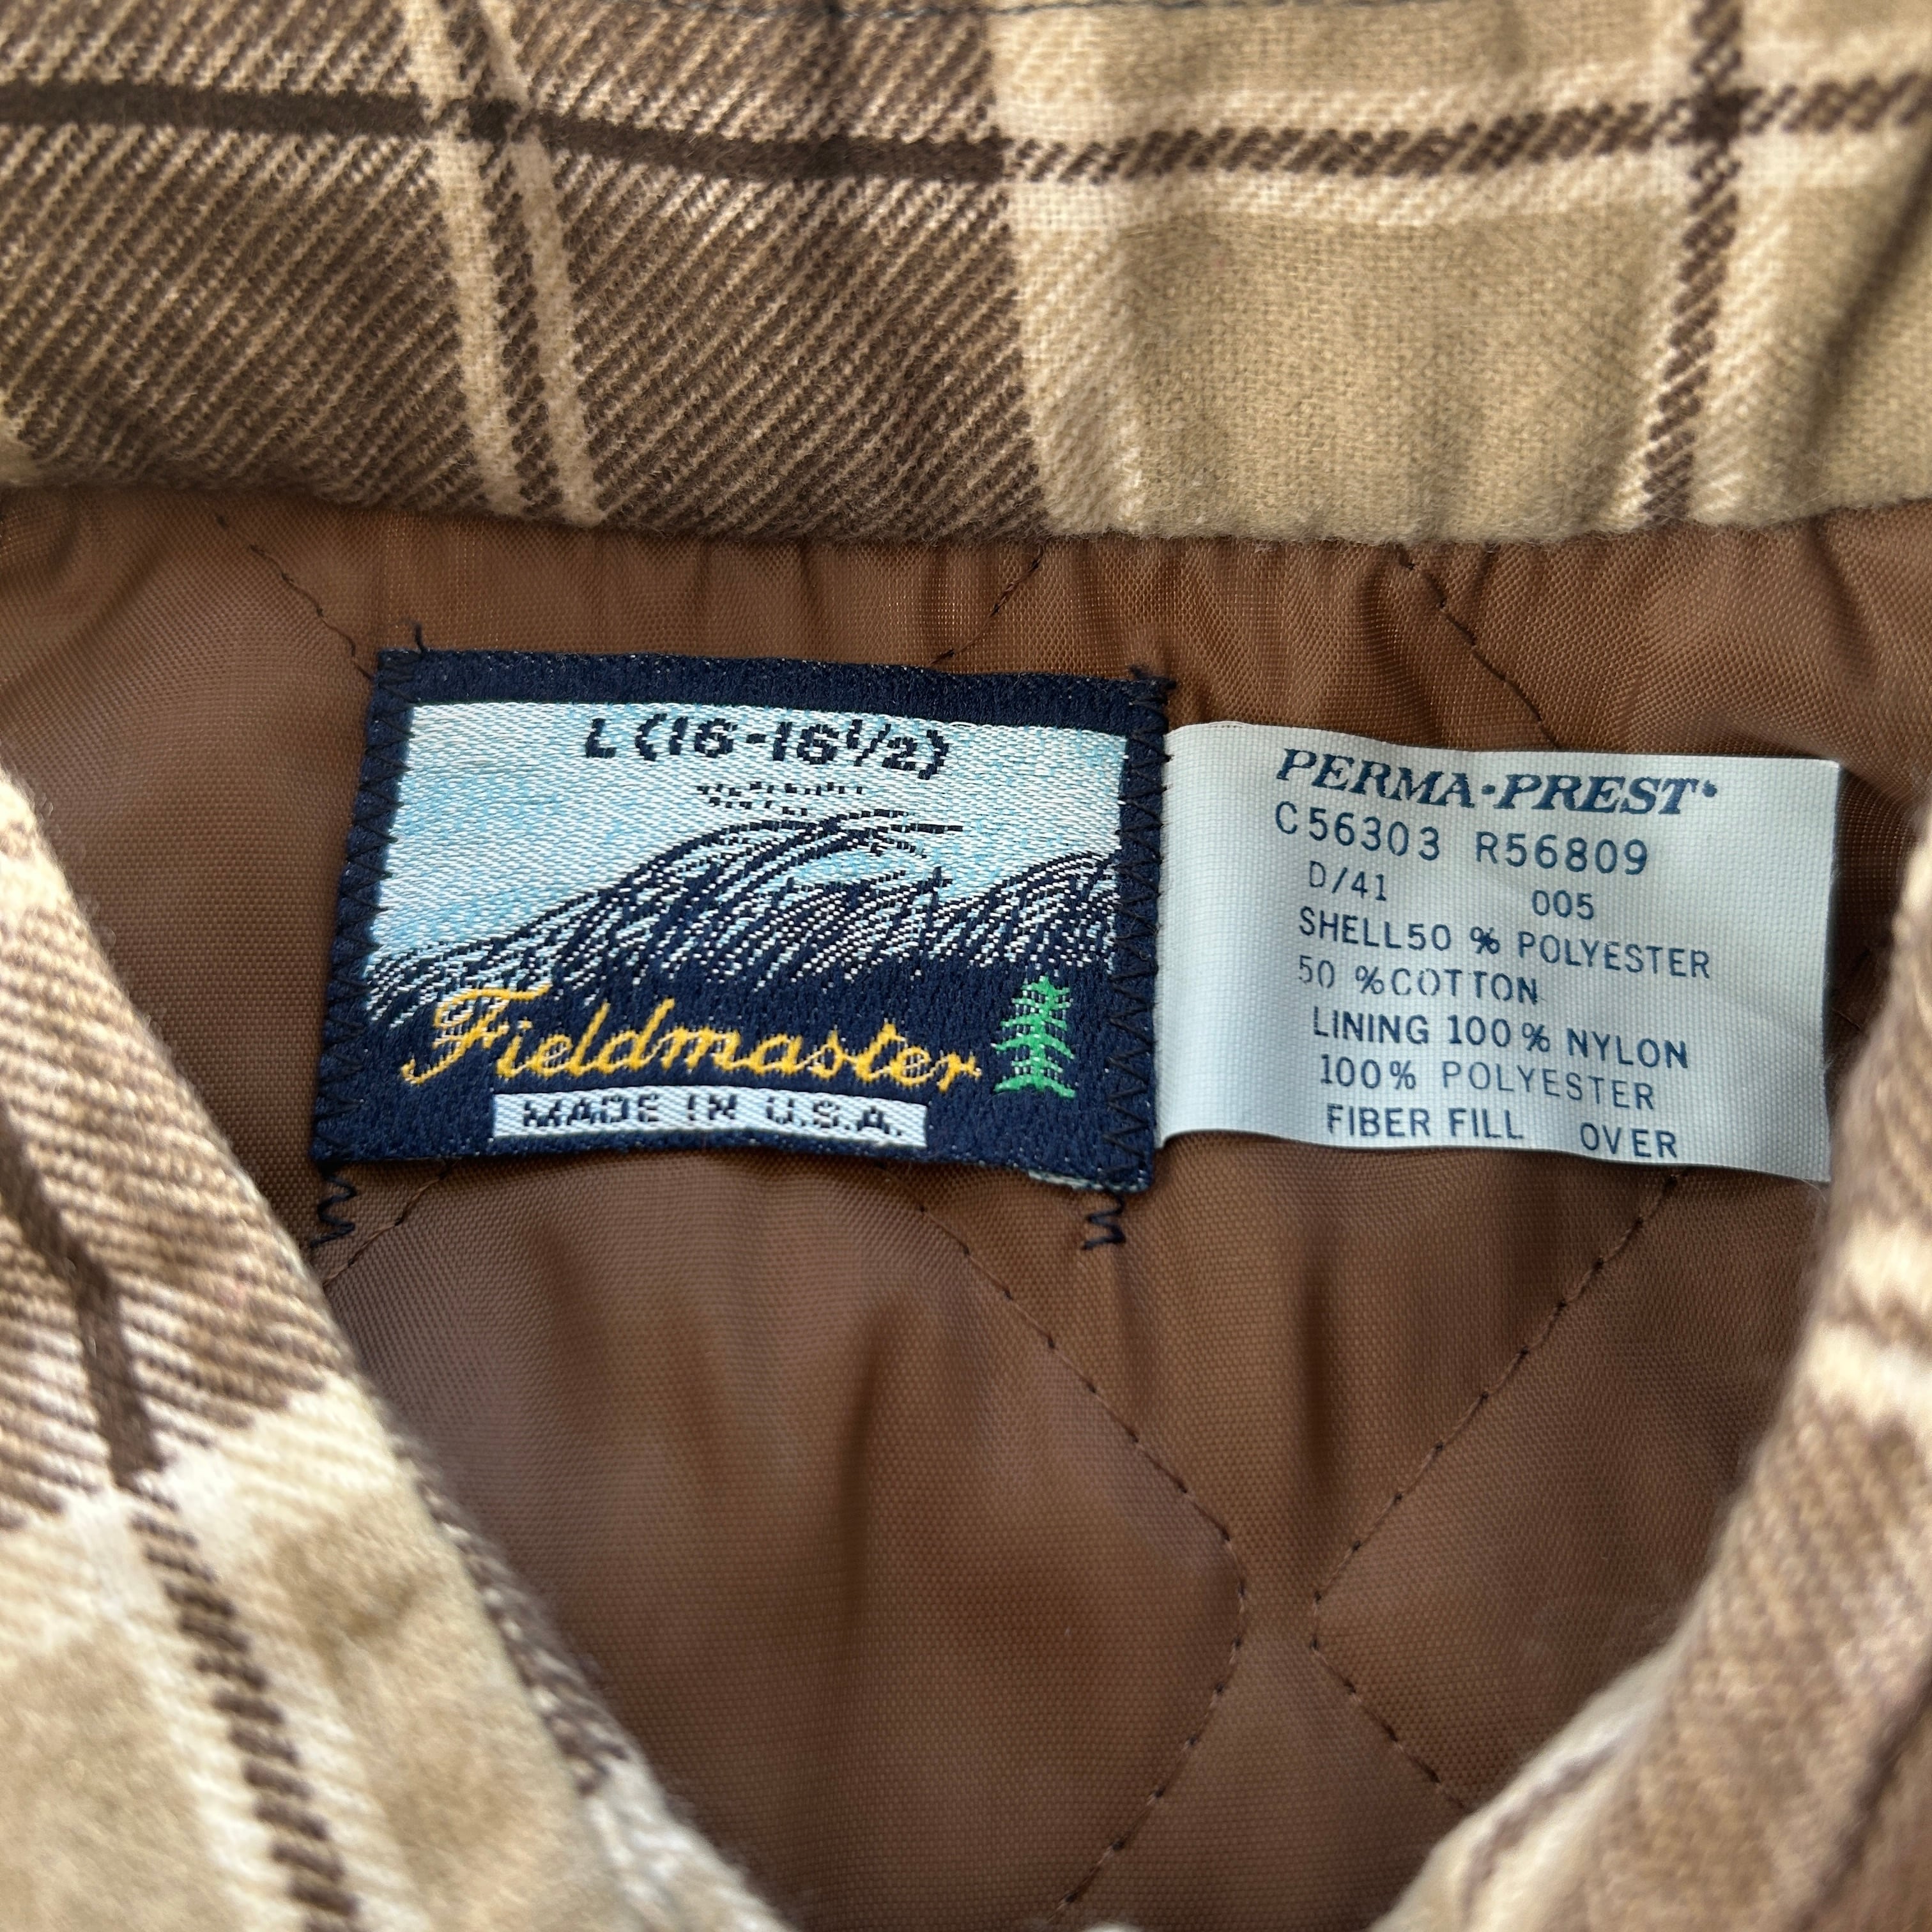 L (16-16½)
Fieldmaster
MADE IN U.S.A.
PERMA·PREST
C56303 R56809
D/41 005
SHELL50 % POLYESTER
50 %COTTON
LINING 100% NYLON
100% POLYESTER
FIBER FILL OVER